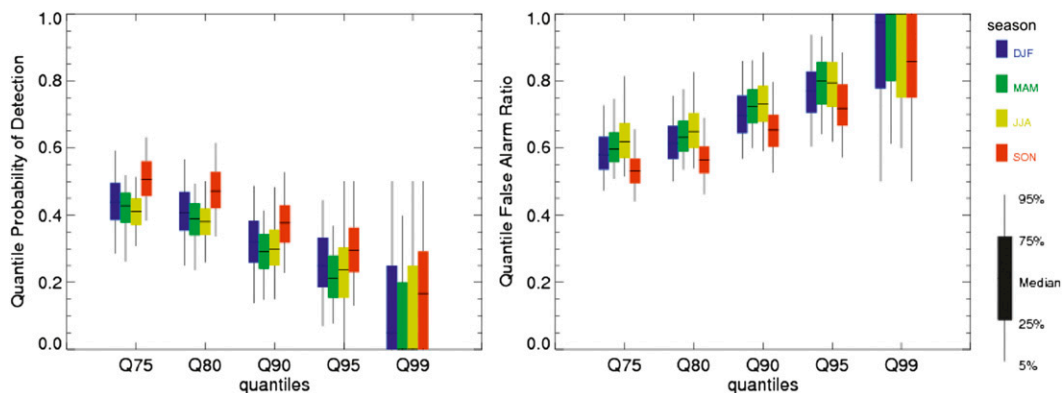 Quantile Probability of Detection
1.0
0.8
0.6
0.4
0.2
0.0
Q75 Q80 Q90 Q95 Q99
quantiles
Quantile False Alarm Ratio
1.0
0.8
0.6
0.4
0.2
0.0
Q75 Q80 Q90 Q95 Q99
quantiles
season
DJF
MAM
JJA
SON
95%
75%
Median
25%
5%